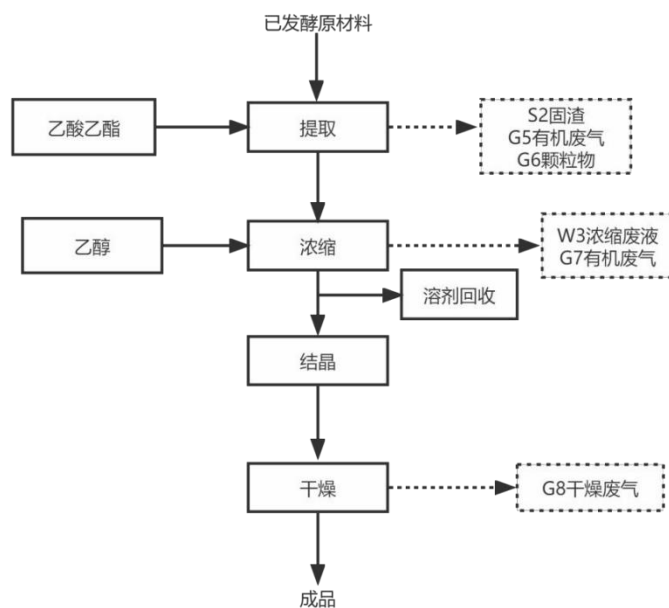 已发酵原材料
乙酸乙酯
提取
S2固渣
G5有机废气
G6颗粒物
乙醇
浓缩
W3浓缩废液
G7有机废气
溶剂回收
结晶
干燥
G8干燥废气
成品